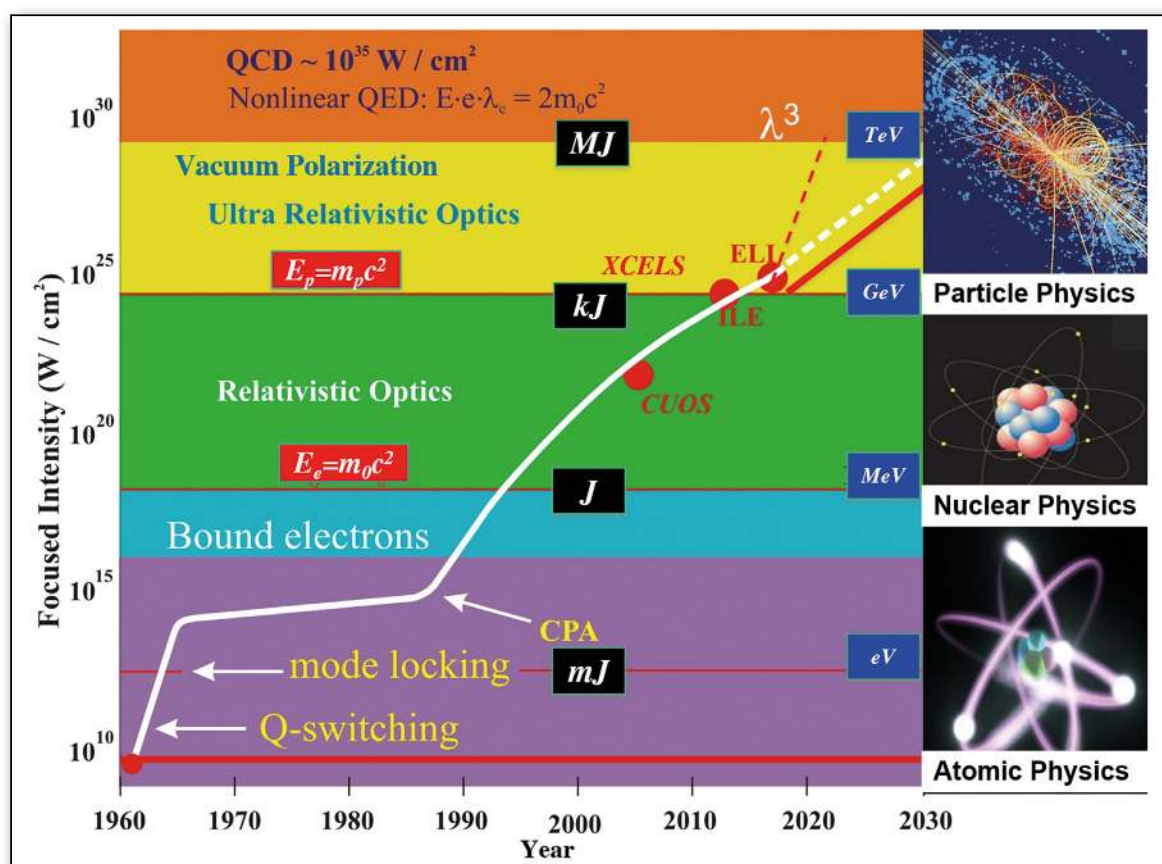 QCD ~ 10³⁵ W / cm²
Nonlinear QED: E·e·λc = 2m₀c²
10³⁰
λ³
TeV
MJ
Vacuum Polarization
Ultra Relativistic Optics
10²⁵
Eₚ=mₚc²
XCELS
ELI
GeV
Particle Physics
kJ
ILE
Relativistic Optics
CUOS
10²⁰
Eₑ=m₀c²
J
MeV
Nuclear Physics
Bound electrons
10¹⁵
CPA
mode locking
mJ
eV
Q-switching
10¹⁰
Atomic Physics
Focused Intensity (W / cm²)
1960 1970 1980 1990 2000 2010 2020 2030
Year